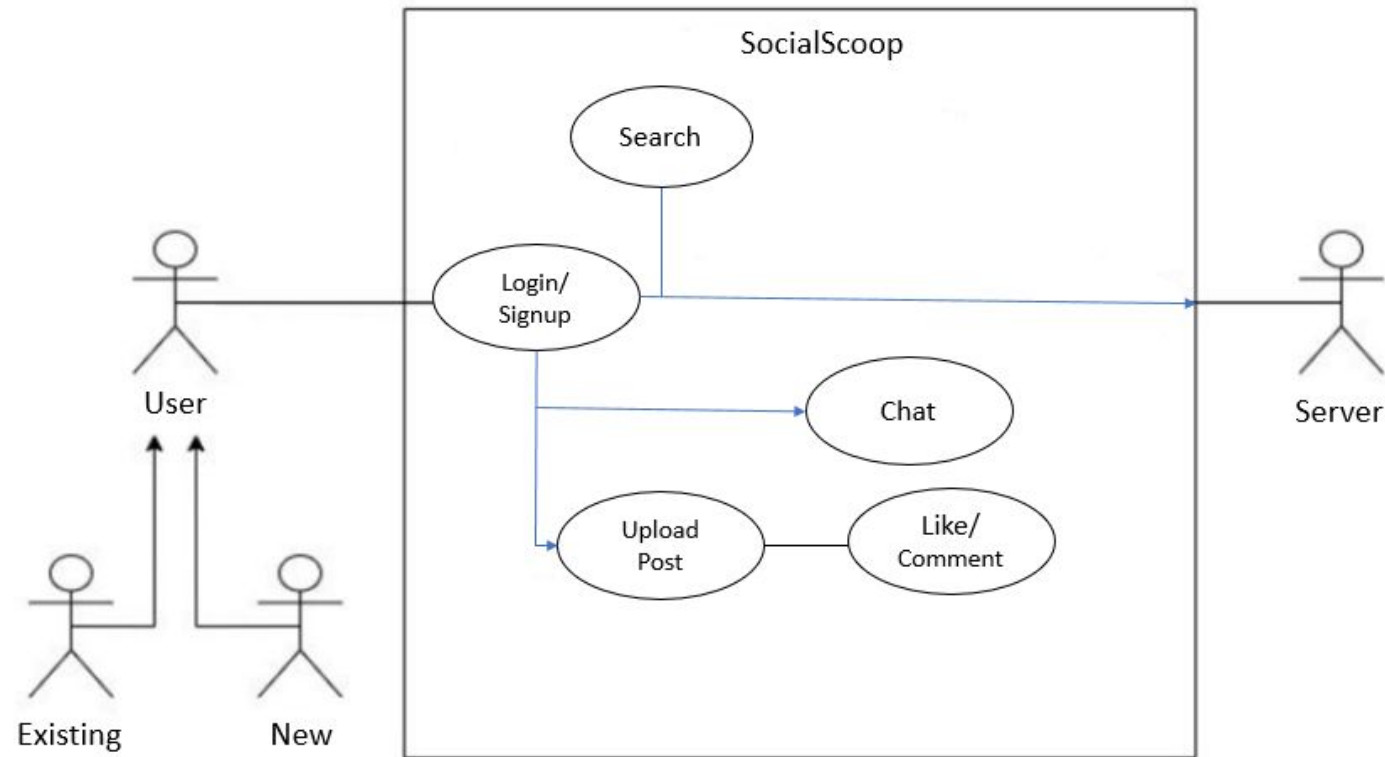 SocialScoop
Search
Login/
Signup
User
Chat
Server
Upload
Post
Like/
Comment
Existing
New